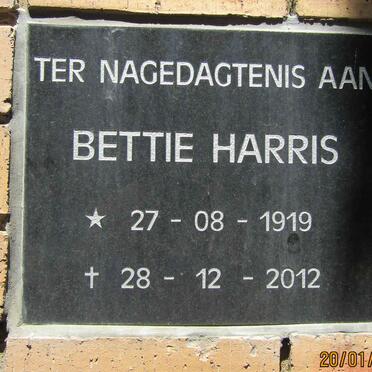 TER NAGEDAGTENIS AAN
BETTIE HARRIS
★ 27 - 08 - 1919
† 28 - 12 - 2012
20/01/